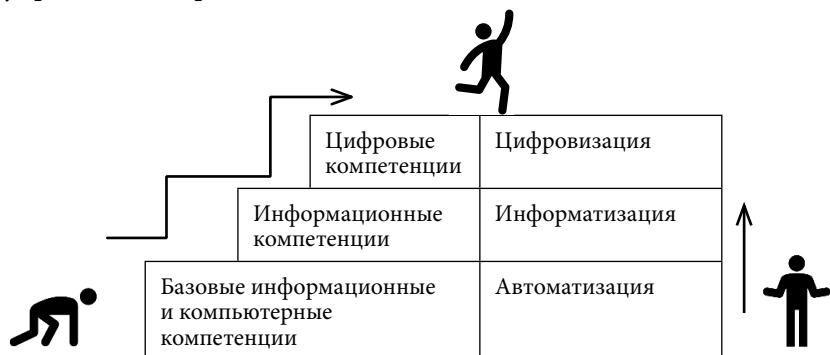 Цифровые
компетенции
Цифровизация
Информационные
компетенции
Информатизация
Базовые информационные
и компьютерные
компетенции
Автоматизация